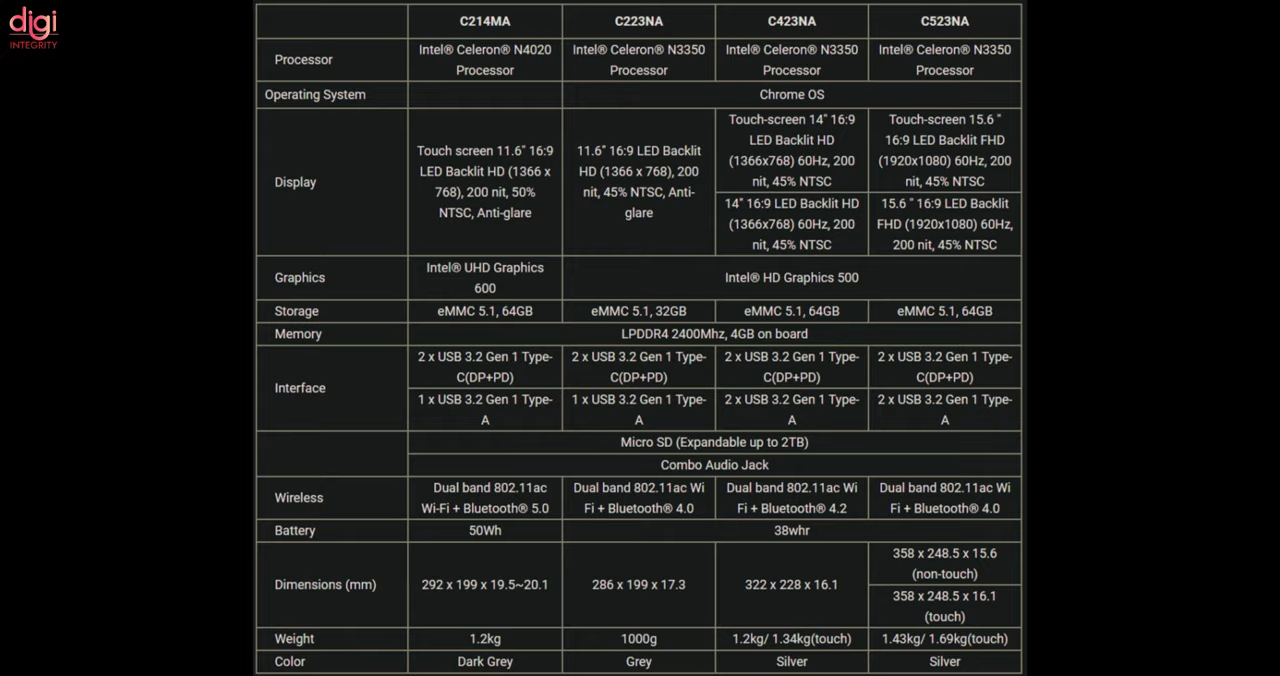 digi
INTEGRITY
C214MA
C223NA
C423NA
C523NA
Processor
Intel® Celeron® N4020
Processor
Intel® Celeron® N3350
Processor
Intel® Celeron® N3350
Processor
Intel® Celeron® N3350
Processor
Operating System
Chrome OS
Display
Touch screen 11.6" 16:9
LED Backlit HD (1366 x
768), 200 nit, 50%
NTSC, Anti-glare
11.6" 16:9 LED Backlit
HD (1366 x 768), 200
nit, 45% NTSC, Anti-
glare
Touch-screen 14" 16:9
LED Backlit HD
(1366x768) 60Hz, 200
nit, 45% NTSC
14" 16:9 LED Backlit HD
(1366x768) 60Hz, 200
nit, 45% NTSC
Touch-screen 15.6 "
16:9 LED Backlit FHD
(1920x1080) 60Hz, 200
nit, 45% NTSC
15.6 " 16:9 LED Backlit
FHD (1920x1080) 60Hz,
200 nit, 45% NTSC
Graphics
Intel® UHD Graphics
600
Intel® HD Graphics 500
Storage
eMMC 5.1, 64GB
eMMC 5.1, 32GB
eMMC 5.1, 64GB
eMMC 5.1, 64GB
Memory
LPDDR4 2400Mhz, 4GB on board
Interface
2 x USB 3.2 Gen 1 Type-
C(DP+PD)
2 x USB 3.2 Gen 1 Type-
C(DP+PD)
2 x USB 3.2 Gen 1 Type-
C(DP+PD)
2 x USB 3.2 Gen 1 Type-
C(DP+PD)
1 x USB 3.2 Gen 1 Type-
A
1 x USB 3.2 Gen 1 Type-
A
2 x USB 3.2 Gen 1 Type-
A
2 x USB 3.2 Gen 1 Type-
A
Micro SD (Expandable up to 2TB)
Combo Audio Jack
Wireless
Dual band 802.11ac
Wi-Fi + Bluetooth® 5.0
Dual band 802.11ac Wi
Fi + Bluetooth® 4.0
Dual band 802.11ac Wi
Fi + Bluetooth® 4.2
Dual band 802.11ac Wi
Fi + Bluetooth® 4.0
Battery
50Wh
38whr
Dimensions (mm)
292 x 199 x 19.5~20.1
286 x 199 x 17.3
322 x 228 x 16.1
358 x 248.5 x 15.6
(non-touch)
358 x 248.5 x 16.1
(touch)
Weight
1.2kg
1000g
1.2kg/ 1.34kg(touch)
1.43kg/ 1.69kg(touch)
Color
Dark Grey
Grey
Silver
Silver